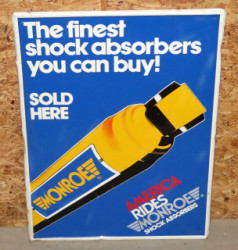 The finest
shock absorbers
you can buy!
SOLD
HERE
MONROE
AMERICA
RIDES
MONROE
SHOCK ABSORBERS